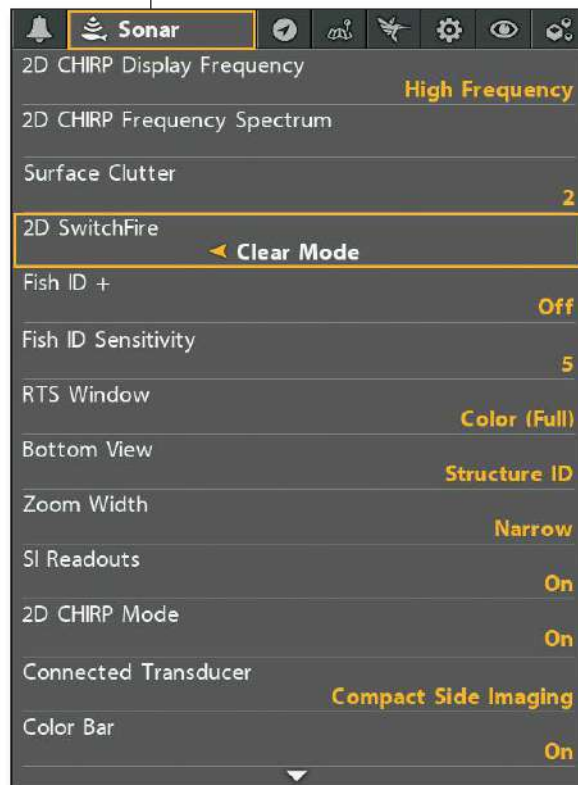 Sonar
2D CHIRP Display Frequency
High Frequency
2D CHIRP Frequency Spectrum
Surface Clutter
2
2D SwitchFire
Clear Mode
Fish ID +
Off
Fish ID Sensitivity
5
RTS Window
Color (Full)
Bottom View
Structure ID
Zoom Width
Narrow
SI Readouts
On
2D CHIRP Mode
On
Connected Transducer
Compact Side Imaging
Color Bar
On